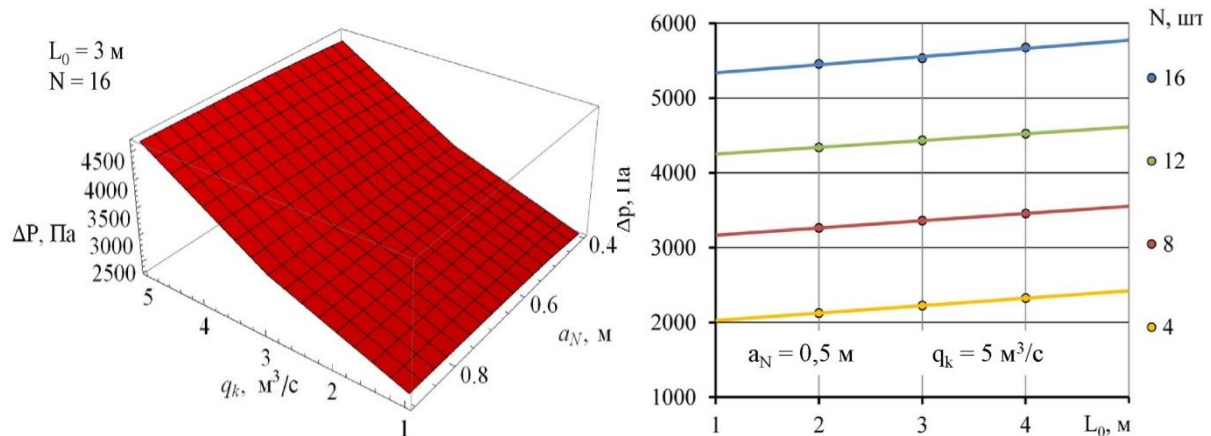 L₀ = 3 м
N = 16
4500
4000
3500
3000
2500
ΔP, Па
5
4
3
2
1
qₖ, м³/с
0.4
0.6
0.8
a_N, м
6000
5000
4000
3000
2000
1000
Δp, Па
N, шт
16
12
8
4
a_N = 0,5 м qₖ = 5 м³/с
1 2 3 4 L₀, м